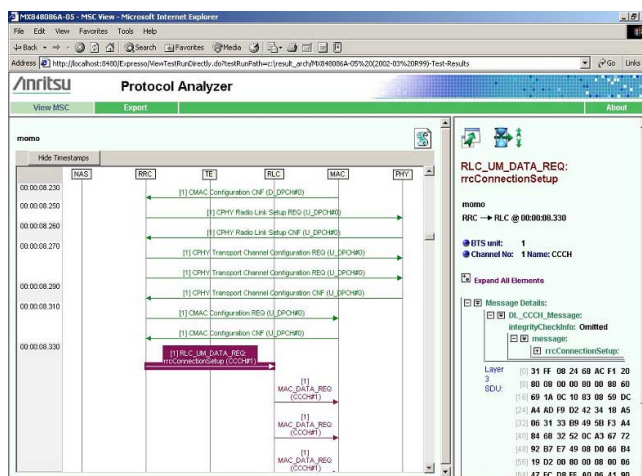 MX848086A-05 - MSC View - Microsoft Internet Explorer
File Edit View Favorites Tools Help
Back Search Favorites Media
Address http://localhost:8480/Expresso/ViewTestRunDirectly.do?testRunPath=c:\result_arch/MX848086A-05%20(2002-03%20R99)-Test-Results Go Links
Anritsu Protocol Analyzer
View MSC Export About
momo
Hide Timestamps
NAS RRC TE RLC MAC PHY
00:00:08.230
[1] CMAC Configuration CNF (D_DPCH#0)
00:00:08.250
[1] CPHY Radio Link Setup REQ (U_DPCH#0)
00:00:08.260
[1] CPHY Radio Link Setup CNF (U_DPCH#0)
00:00:08.270
[1] CPHY Transport Channel Configuration REQ (U_DPCH#0)
[1] CPHY Transport Channel Configuration REQ (U_DPCH#0)
00:00:08.290
[1] CPHY Transport Channel Configuration CNF (U_DPCH#0)
00:00:08.310
[1] CMAC Configuration REQ (U_DPCH#0)
[1] CMAC Configuration CNF (U_DPCH#0)
00:00:08.330
[1] RLC_UM_DATA_REQ:
rrcConnectionSetup (CCCH#1)
[1]
MAC_DATA_REQ
(CCCH#1)
[1]
MAC_DATA_REQ
(CCCH#1)
[1]
MAC_DATA_REQ
(CCCH#1)
RLC_UM_DATA_REQ:
rrcConnectionSetup
momo
RRC → RLC @ 00:00:08.330
BTS unit: 1
Channel No: 1 Name: CCCH
Expand All Elements
Message Details:
DL_CCCH_Message:
integrityCheckInfo: Omitted
message:
rrcConnectionSetup:
Layer 3 SDU:
[0] 31 FF 08 24 68 AC F1 20
[8] 80 08 00 80 00 88 60
[16] 69 1A 0C 10 83 08 59 DC
[24] A4 AD F9 D2 42 34 18 A5
[32] 06 31 33 B9 49 5B F3 A4
[40] 84 68 32 52 0C A3 67 72
[48] 92 B7 E7 49 08 D0 66 B4
[56] 19 D2 00 80 00 08 00 06